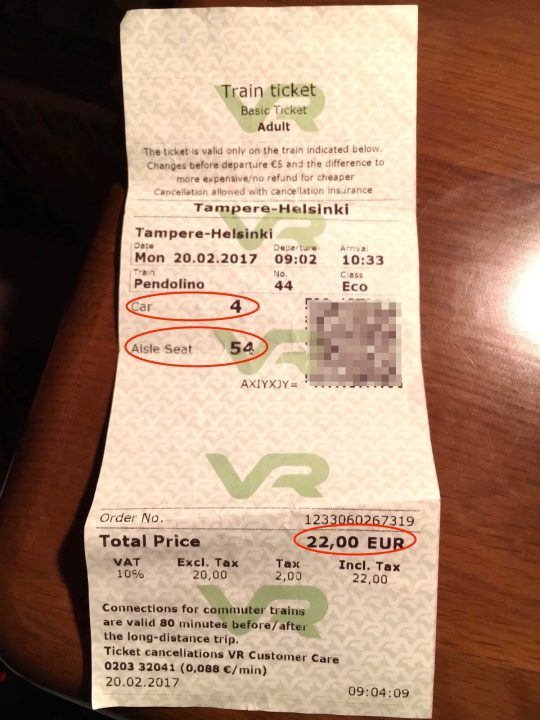 Train ticket
Basic Ticket
Adult
The ticket is valid only on the train indicated below.
Changes before departure €5 and the difference to
more expensive/no refund for cheaper
Cancellation allowed with cancellation insurance
Tampere-Helsinki
Tampere-Helsinki
Date Departure Arrival
Mon 20.02.2017 09:02 10:33
Train No. Class
Pendolino 44 Eco
Car 4
Aisle Seat 54
AXIYXJY=
VR
Order No. 1233060267319
Total Price 22,00 EUR
VAT Excl. Tax Tax Incl. Tax
10% 20,00 2,00 22,00
Connections for commuter trains
are valid 80 minutes before/after
the long-distance trip.
Ticket cancellations VR Customer Care
0203 32041 (0,088 €/min)
20.02.2017 09:04:09